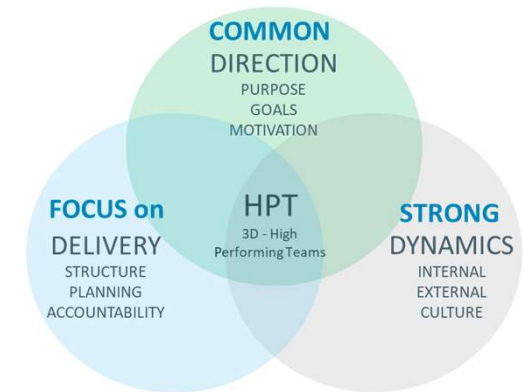 COMMON
DIRECTION
PURPOSE
GOALS
MOTIVATION
FOCUS on
DELIVERY
STRUCTURE
PLANNING
ACCOUNTABILITY
HPT
3D - High
Performing Teams
STRONG
DYNAMICS
INTERNAL
EXTERNAL
CULTURE